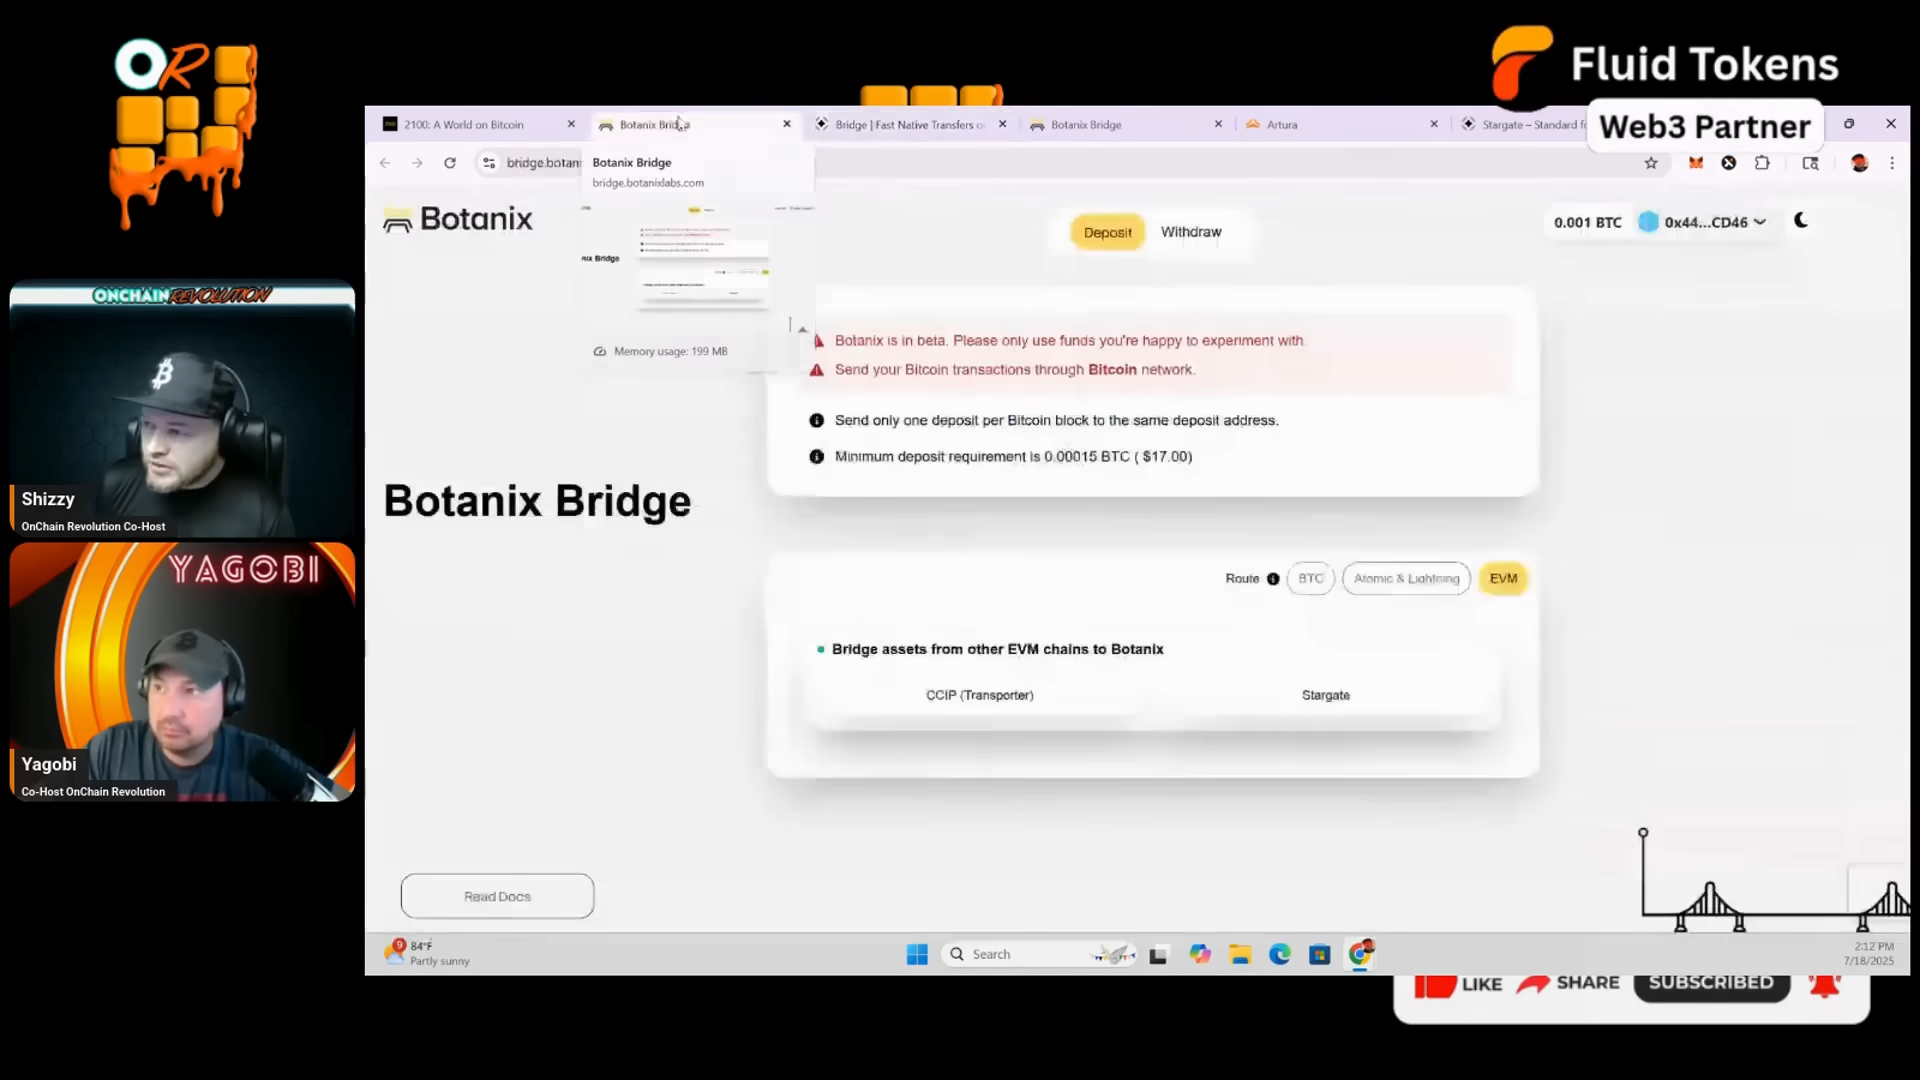 OR
Fluid Tokens
Web3 Partner
2100: A World on Bitcoin
Botanix Bridge
Bridge | Fast Native Transfers o
Botanix Bridge
Artura
Stargate – Standard fo
bridge.botan
Botanix Bridge
bridge.botanixlabs.com
Botanix
nix Bridge
Memory usage: 199 MB
Deposit
Withdraw
0.001 BTC
0x44...CD46
Botanix is in beta. Please only use funds you're happy to experiment with.
Send your Bitcoin transactions through Bitcoin network.
Send only one deposit per Bitcoin block to the same deposit address.
Minimum deposit requirement is 0.00015 BTC ( $17.00)
Botanix Bridge
Route
BTC
Atomic & Lightning
EVM
Bridge assets from other EVM chains to Botanix
CCIP (Transporter)
Stargate
Read Docs
9
84°F
Partly sunny
Search
2:12 PM
7/18/2025
ONCHAIN REVOLUTION
Shizzy
OnChain Revolution Co-Host
YAGOBI
Yagobi
Co-Host OnChain Revolution
LIKE
SHARE
SUBSCRIBED